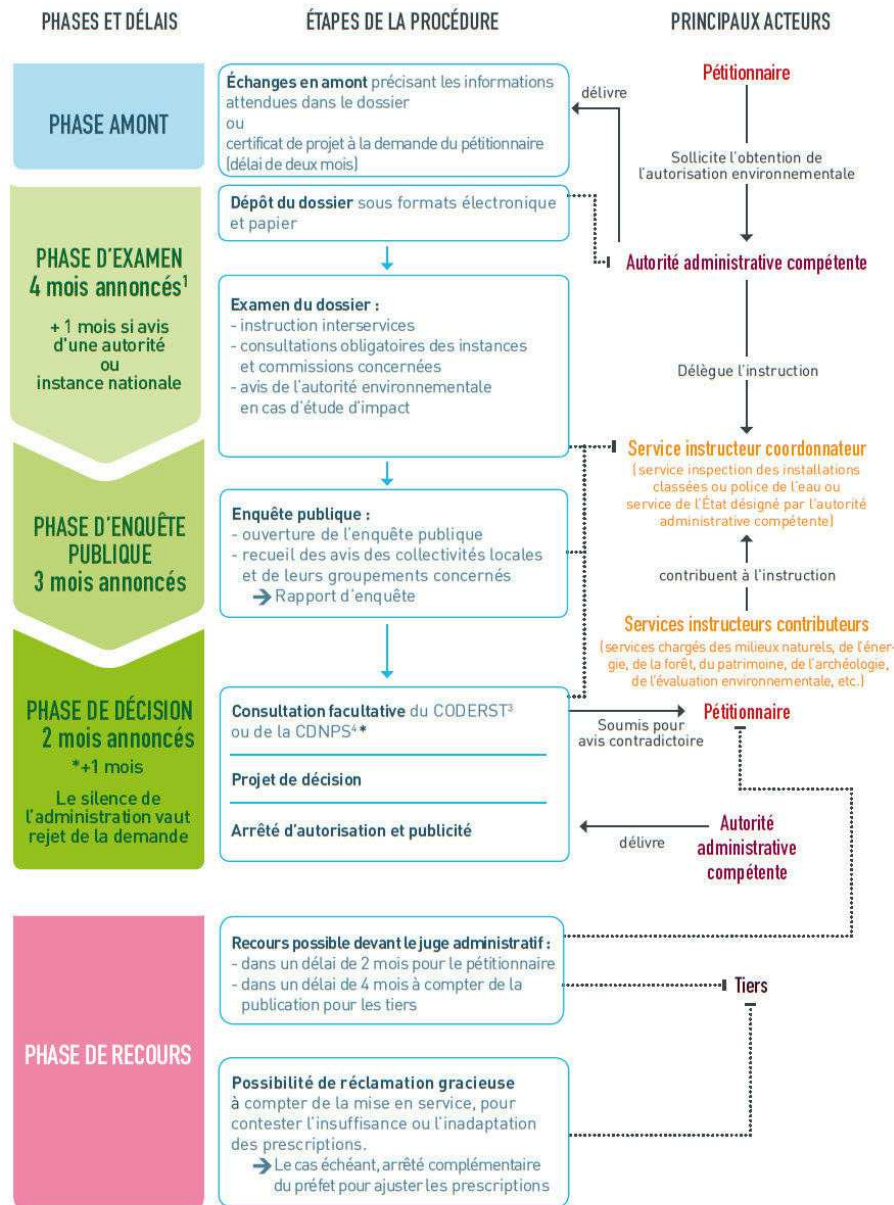 PHASES ET DÉLAIS
ÉTAPES DE LA PROCÉDURE
PRINCIPAUX ACTEURS
PHASE AMONT
Échanges en amont précisant les informations
attendues dans le dossier
ou
certificat de projet à la demande du pétitionnaire
(délai de deux mois)
délivre
Pétitionnaire
Sollicite l'obtention de
l'autorisation environnementale
Autorité administrative compétente
PHASE D'EXAMEN
4 mois annoncés¹
+ 1 mois si avis
d'une autorité
ou
instance nationale
Dépôt du dossier sous formats électronique
et papier
Examen du dossier :
- instruction interservices
- consultations obligatoires des instances
et commissions concernées
- avis de l'autorité environnementale
en cas d'étude d'impact
Délègue l'instruction
Service instructeur coordonnateur
(service inspection des installations
classées ou police de l'eau ou
service de l'État désigné par l'autorité
administrative compétente)
PHASE D'ENQUÊTE
PUBLIQUE
3 mois annoncés
Enquête publique :
- ouverture de l'enquête publique
- recueil des avis des collectivités locales
et de leurs groupements concernés
➔ Rapport d'enquête
contribuent à l'instruction
Services instructeurs contributeurs
(services chargés des milieux naturels, de l'éner-
gie, de la forêt, du patrimoine, de l'archéologie,
de l'évaluation environnementale, etc.)
PHASE DE DÉCISION
2 mois annoncés
*+1 mois
Le silence de
l'administration vaut
rejet de la demande
Consultation facultative du CODERST³
ou de la CDNPS⁴*
Projet de décision
Arrêté d'autorisation et publicité
Soumis pour
avis contradictoire
Pétitionnaire
délivre
Autorité
administrative
compétente
PHASE DE RECOURS
Recours possible devant le juge administratif :
- dans un délai de 2 mois pour le pétitionnaire
- dans un délai de 4 mois à compter de la
publication pour les tiers
Tiers
Possibilité de réclamation gracieuse
à compter de la mise en service, pour
contester l'insuffisance ou l'inadaptation
des prescriptions.
➔ Le cas échéant, arrêté complémentaire
du préfet pour ajuster les prescriptions